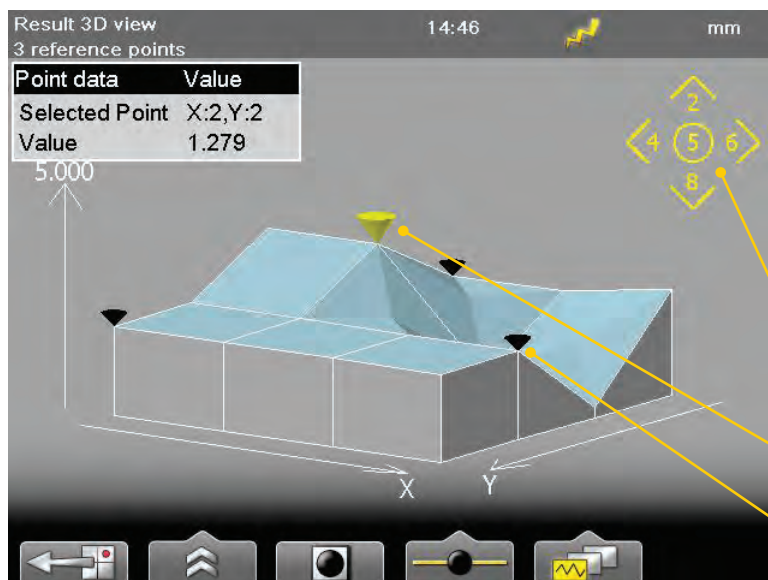 Result 3D view
14:46
mm
3 reference points
Point data Value
Selected Point X:2,Y:2
Value 1.279
5.000
2
4 5 6
8
X Y